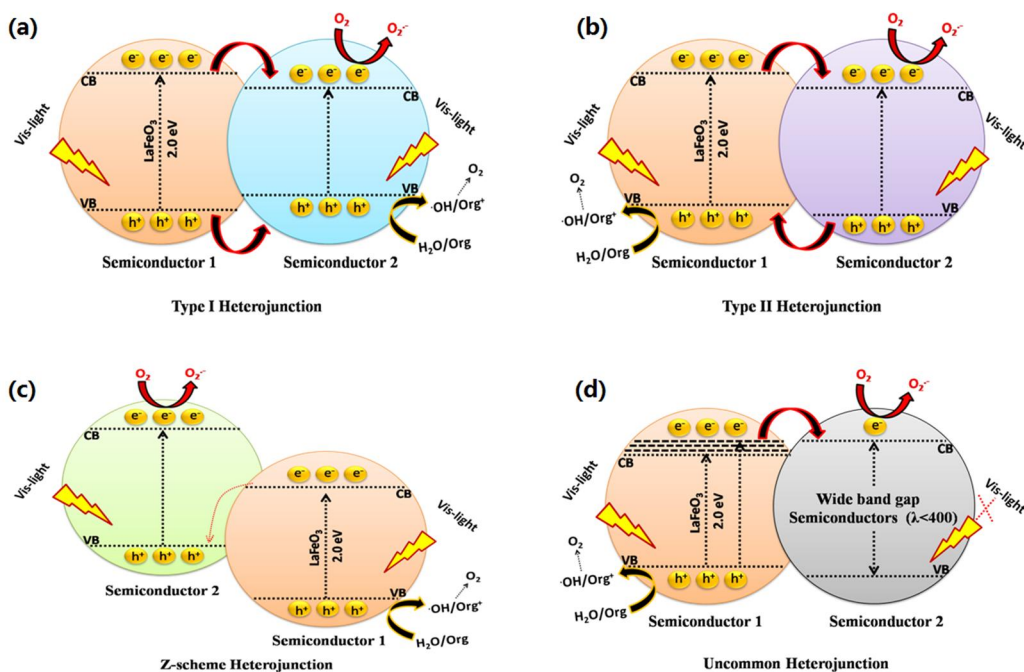 (a)
O₂ O₂·⁻
e⁻ e⁻ e⁻
e⁻ e⁻ e⁻
CB
CB
Vis-light
Vis-light
LaFeO₃
2.0 eV
O₂
VB
VB
·OH/Org⁺
h⁺ h⁺ h⁺
h⁺ h⁺ h⁺
H₂O/Org
Semiconductor 1
Semiconductor 2
Type I Heterojunction
(b)
O₂ O₂·⁻
e⁻ e⁻ e⁻
e⁻ e⁻ e⁻
CB
CB
Vis-light
Vis-light
LaFeO₃
2.0 eV
O₂
VB
VB
·OH/Org⁺
h⁺ h⁺ h⁺
h⁺ h⁺ h⁺
H₂O/Org
Semiconductor 1
Semiconductor 2
Type II Heterojunction
(c)
O₂ O₂·⁻
e⁻ e⁻ e⁻
CB
e⁻ e⁻ e⁻
CB
Vis-light
Vis-light
LaFeO₃
2.0 eV
VB
h⁺ h⁺ h⁺
O₂
Semiconductor 2
VB
h⁺ h⁺ h⁺
·OH/Org⁺
H₂O/Org
Semiconductor 1
Z-scheme Heterojunction
(d)
O₂ O₂·⁻
e⁻ e⁻ e⁻
e⁻
CB
CB
Vis-light
Vis-light
LaFeO₃
2.0 eV
Wide band gap
Semiconductors (λ<400)
O₂
VB
VB
·OH/Org⁺
h⁺ h⁺ h⁺
H₂O/Org
Semiconductor 1
Semiconductor 2
Uncommon Heterojunction